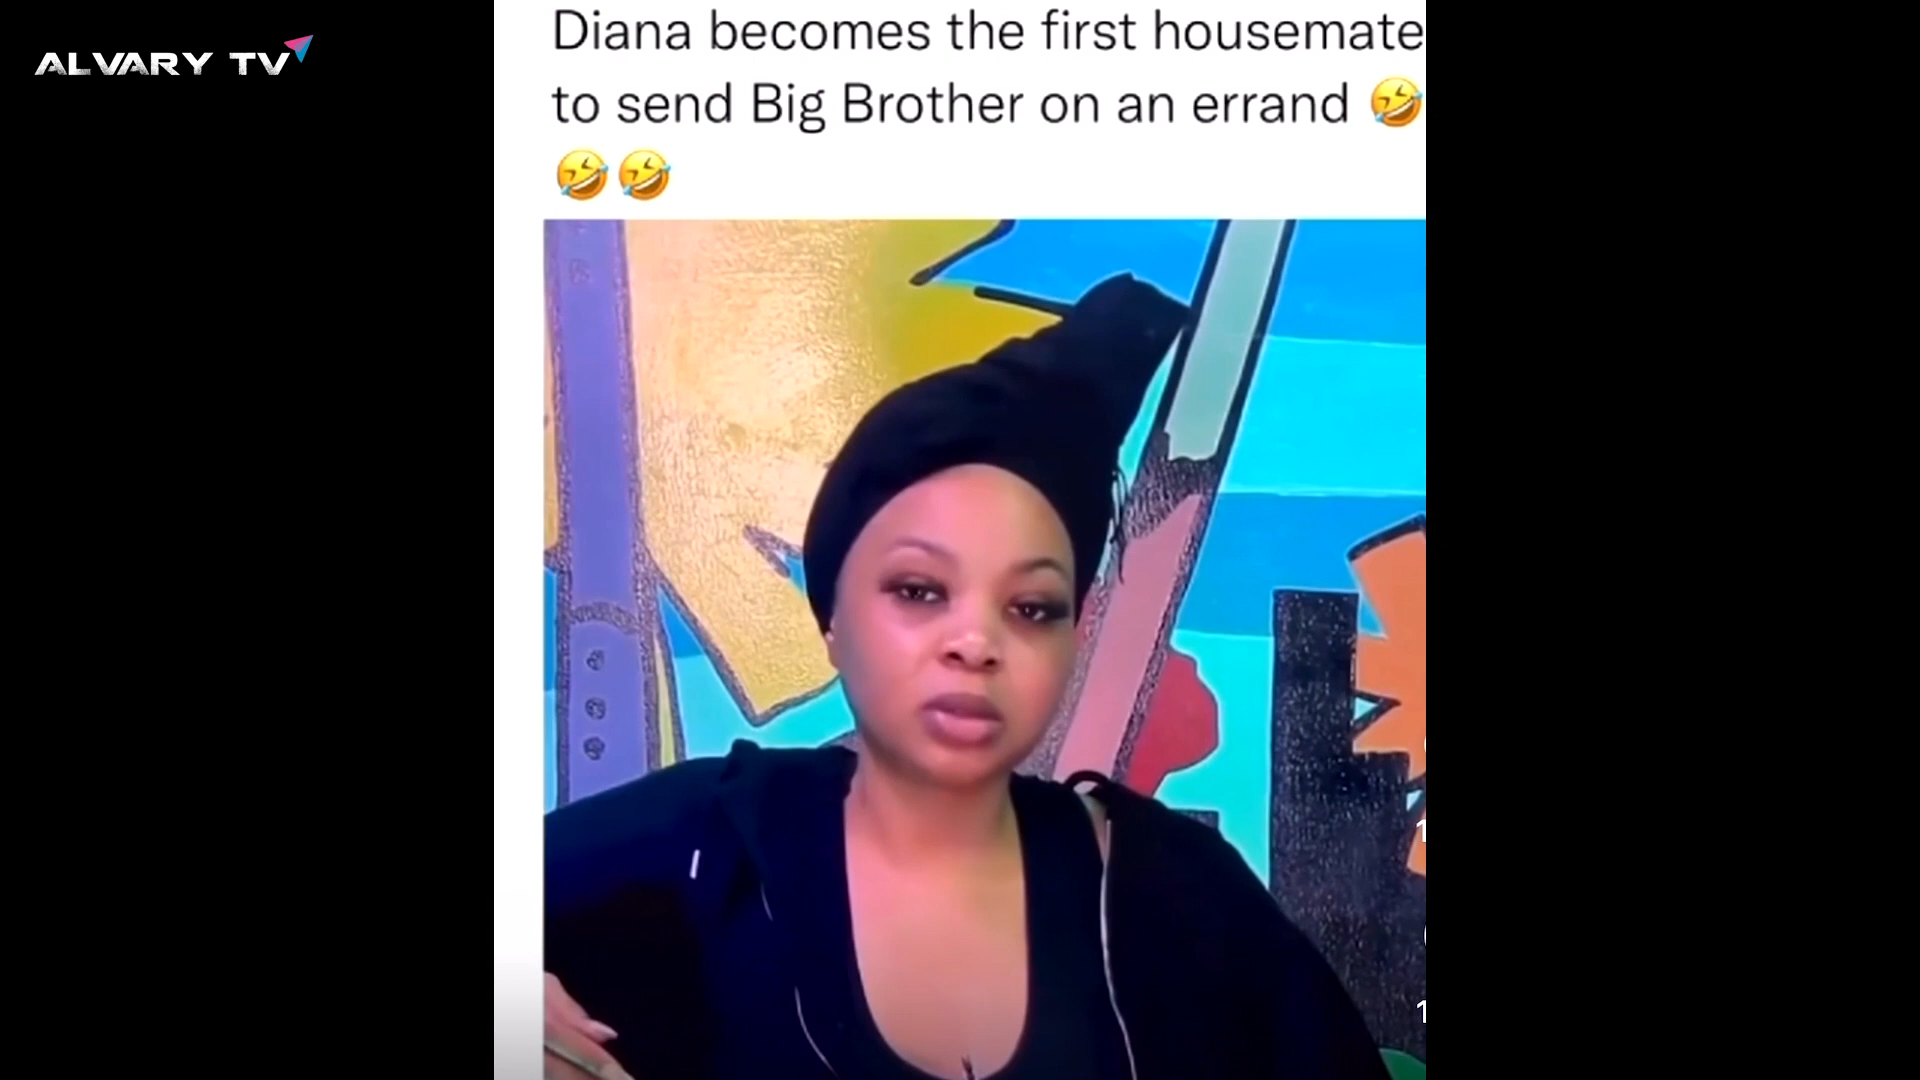 ALVARY TV
Diana becomes the first housemate
to send Big Brother on an errand 🤣
🤣🤣